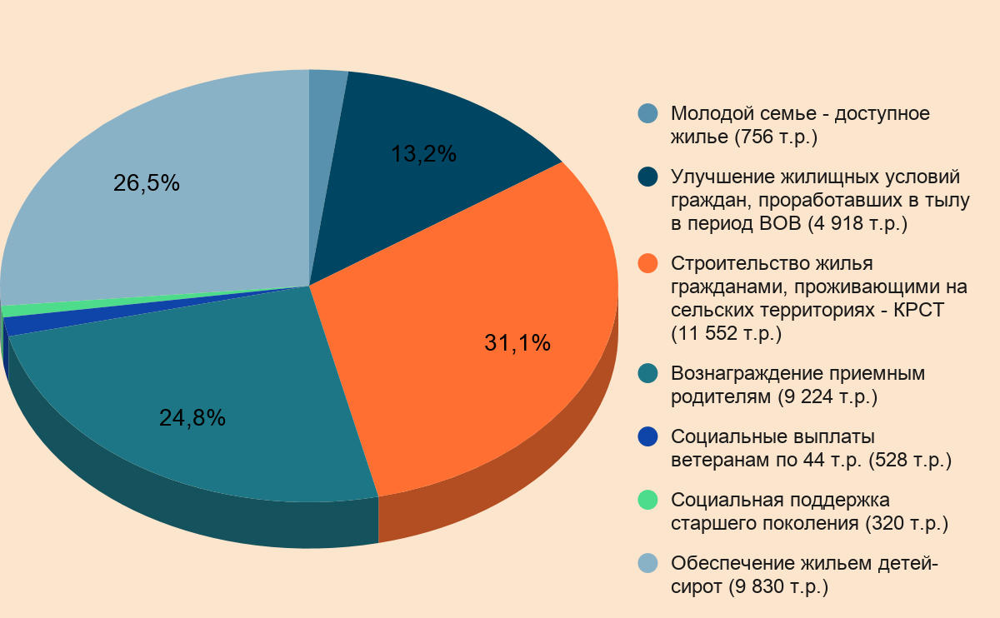 13,2%
26,5%
31,1%
24,8%
Молодой семье - доступное
жилье (756 т.р.)
Улучшение жилищных условий
граждан, проработавших в тылу
в период ВОВ (4 918 т.р.)
Строительство жилья
гражданами, проживающими на
сельских территориях - КРСТ
(11 552 т.р.)
Вознаграждение приемным
родителям (9 224 т.р.)
Социальные выплаты
ветеранам по 44 т.р. (528 т.р.)
Социальная поддержка
старшего поколения (320 т.р.)
Обеспечение жильем детей-
сирот (9 830 т.р.)